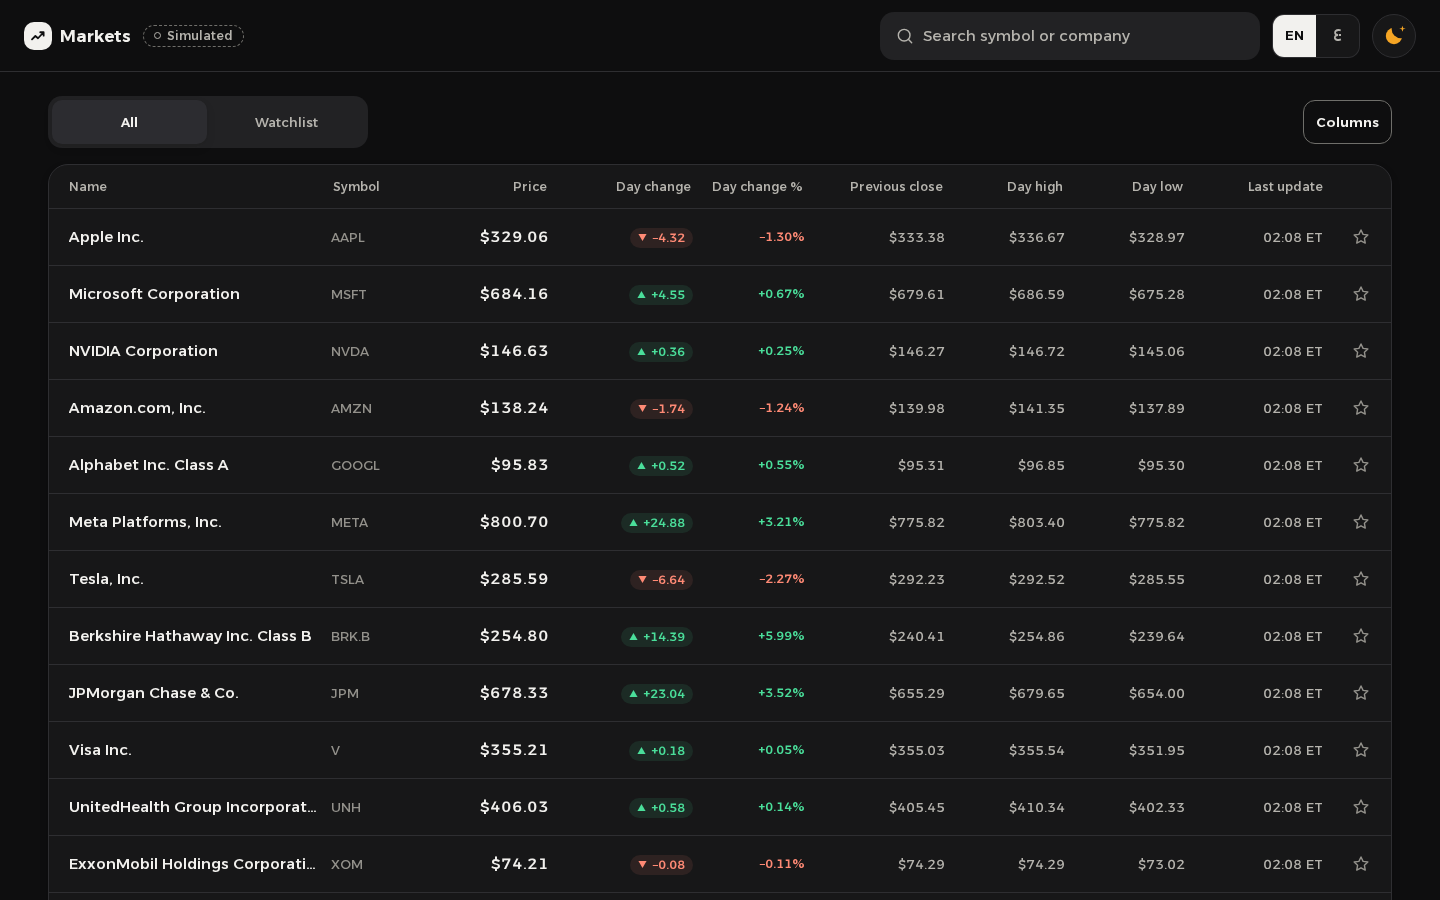 Markets Simulated Search symbol or company EN ع
All Watchlist Columns
Name Symbol Price Day change Day change % Previous close Day high Day low Last update
Apple Inc. AAPL $329.06 ▼ −4.32 −1.30% $333.38 $336.67 $328.97 02:08 ET
Microsoft Corporation MSFT $684.16 ▲ +4.55 +0.67% $679.61 $686.59 $675.28 02:08 ET
NVIDIA Corporation NVDA $146.63 ▲ +0.36 +0.25% $146.27 $146.72 $145.06 02:08 ET
Amazon.com, Inc. AMZN $138.24 ▼ −1.74 −1.24% $139.98 $141.35 $137.89 02:08 ET
Alphabet Inc. Class A GOOGL $95.83 ▲ +0.52 +0.55% $95.31 $96.85 $95.30 02:08 ET
Meta Platforms, Inc. META $800.70 ▲ +24.88 +3.21% $775.82 $803.40 $775.82 02:08 ET
Tesla, Inc. TSLA $285.59 ▼ −6.64 −2.27% $292.23 $292.52 $285.55 02:08 ET
Berkshire Hathaway Inc. Class B BRK.B $254.80 ▲ +14.39 +5.99% $240.41 $254.86 $239.64 02:08 ET
JPMorgan Chase & Co. JPM $678.33 ▲ +23.04 +3.52% $655.29 $679.65 $654.00 02:08 ET
Visa Inc. V $355.21 ▲ +0.18 +0.05% $355.03 $355.54 $351.95 02:08 ET
UnitedHealth Group Incorporat… UNH $406.03 ▲ +0.58 +0.14% $405.45 $410.34 $402.33 02:08 ET
ExxonMobil Holdings Corporati… XOM $74.21 ▼ −0.08 −0.11% $74.29 $74.29 $73.02 02:08 ET